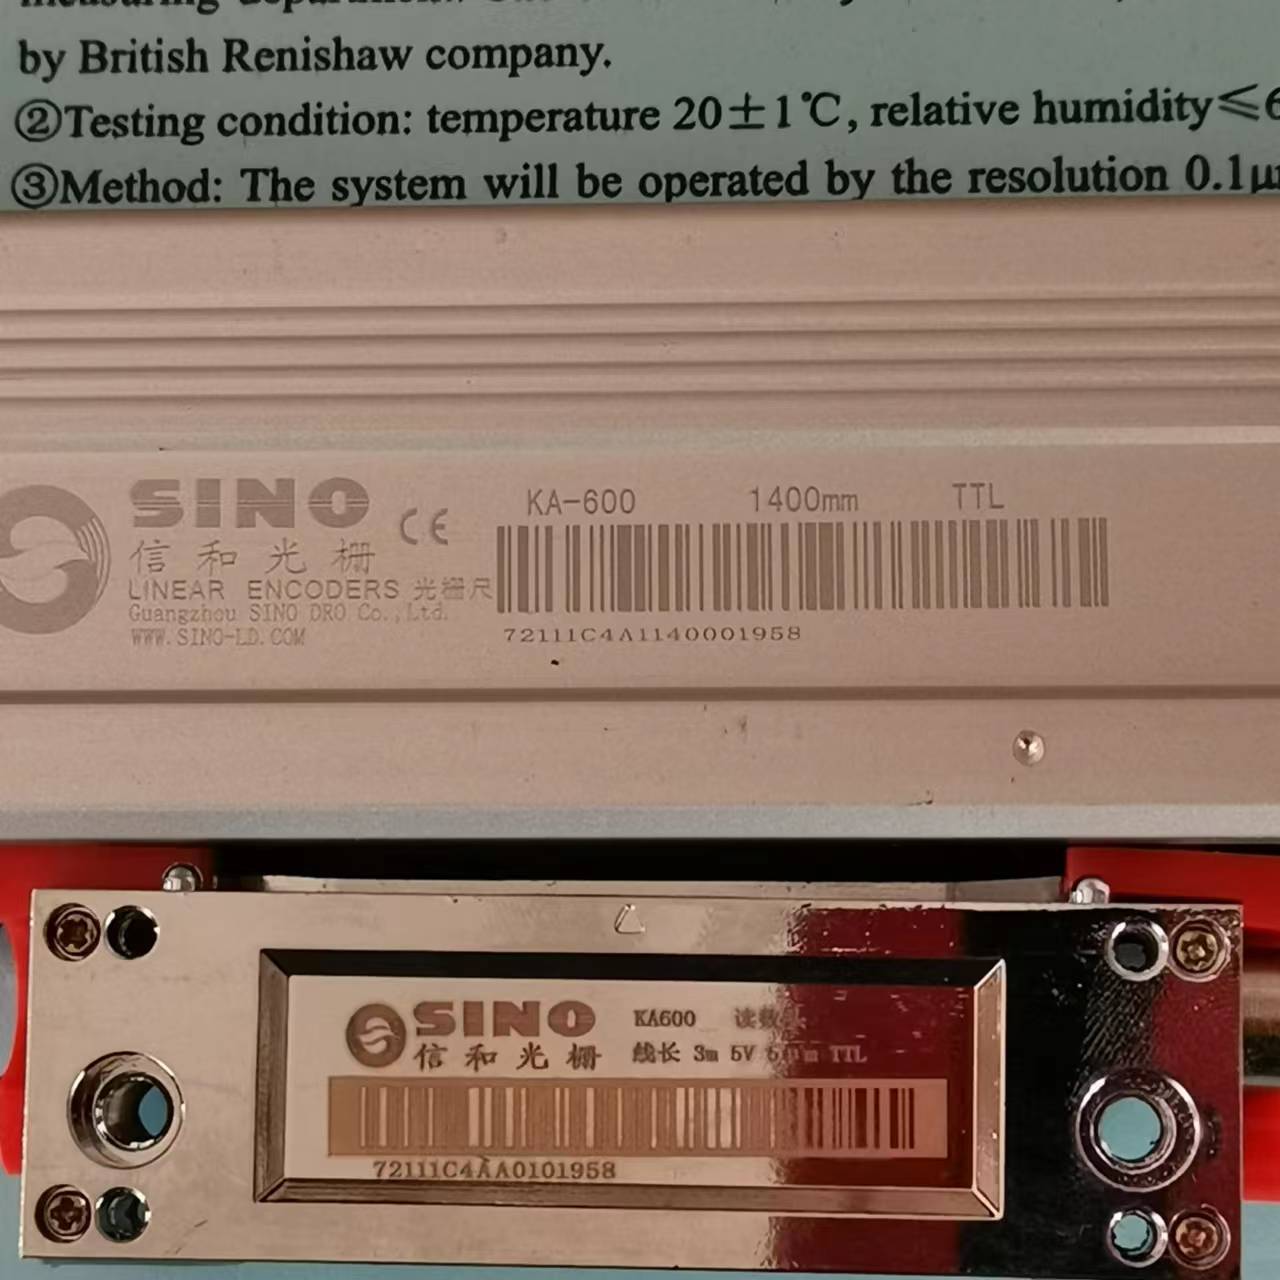 by British Renishaw company.
②Testing condition: temperature 20±1℃, relative humidity≤6
③Method: The system will be operated by the resolution 0.1μ
SINO
信和光栅
LINEAR ENCODERS 光栅尺
Guangzhou SINO DRO Co.,Ltd.
WWW.SINO-LD.COM
CE
KA-600 1400mm TTL
72111C4A1140001958
SINO
信和光栅
KA600 读数
线长 3m 5V TTL
72111C4AA0101958